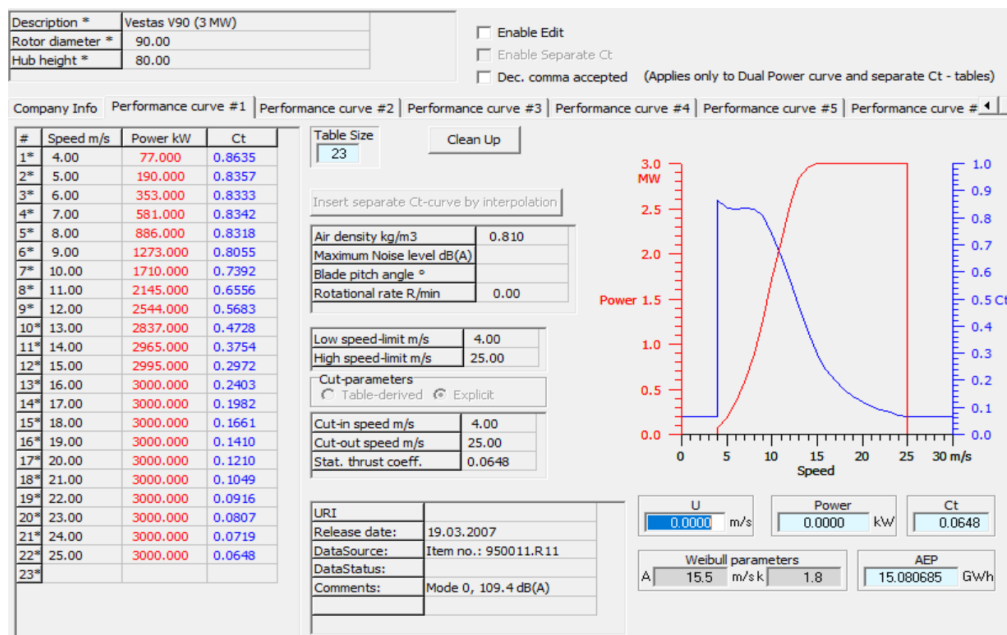 Description * Vestas V90 (3 MW)
Rotor diameter * 90.00
Hub height * 80.00
Enable Edit
Enable Separate Ct
Dec. comma accepted (Applies only to Dual Power curve and separate Ct - tables)
Company Info Performance curve #1 Performance curve #2 Performance curve #3 Performance curve #4 Performance curve #5 Performance curve #
# Speed m/s Power kW Ct
1* 4.00 77.000 0.8635
2* 5.00 190.000 0.8357
3* 6.00 353.000 0.8333
4* 7.00 581.000 0.8342
5* 8.00 886.000 0.8318
6* 9.00 1273.000 0.8055
7* 10.00 1710.000 0.7392
8* 11.00 2145.000 0.6556
9* 12.00 2544.000 0.5683
10* 13.00 2837.000 0.4728
11* 14.00 2965.000 0.3754
12* 15.00 2995.000 0.2972
13* 16.00 3000.000 0.2403
14* 17.00 3000.000 0.1982
15* 18.00 3000.000 0.1661
16* 19.00 3000.000 0.1410
17* 20.00 3000.000 0.1210
18* 21.00 3000.000 0.1049
19* 22.00 3000.000 0.0916
20* 23.00 3000.000 0.0807
21* 24.00 3000.000 0.0719
22* 25.00 3000.000 0.0648
23*
Table Size
23
Clean Up
Insert separate Ct-curve by interpolation
Air density kg/m3 0.810
Maximum Noise level dB(A)
Blade pitch angle °
Rotational rate R/min 0.00
Low speed-limit m/s 4.00
High speed-limit m/s 25.00
Cut-parameters
Table-derived Explicit
Cut-in speed m/s 4.00
Cut-out speed m/s 25.00
Stat. thrust coeff. 0.0648
URI
Release date: 19.03.2007
DataSource: Item no.: 950011.R11
DataStatus:
Comments: Mode 0, 109.4 dB(A)
3.0
MW
2.5
2.0
Power 1.5
1.0
0.5
0.0
1.0
0.9
0.8
0.7
0.6
0.5 Ct
0.4
0.3
0.2
0.1
0.0
0 5 10 15 20 25 30 m/s
Speed
U Power Ct
0.0000 m/s 0.0000 kW 0.0648
Weibull parameters AEP
A 15.5 m/s k 1.8 15.080685 GWh